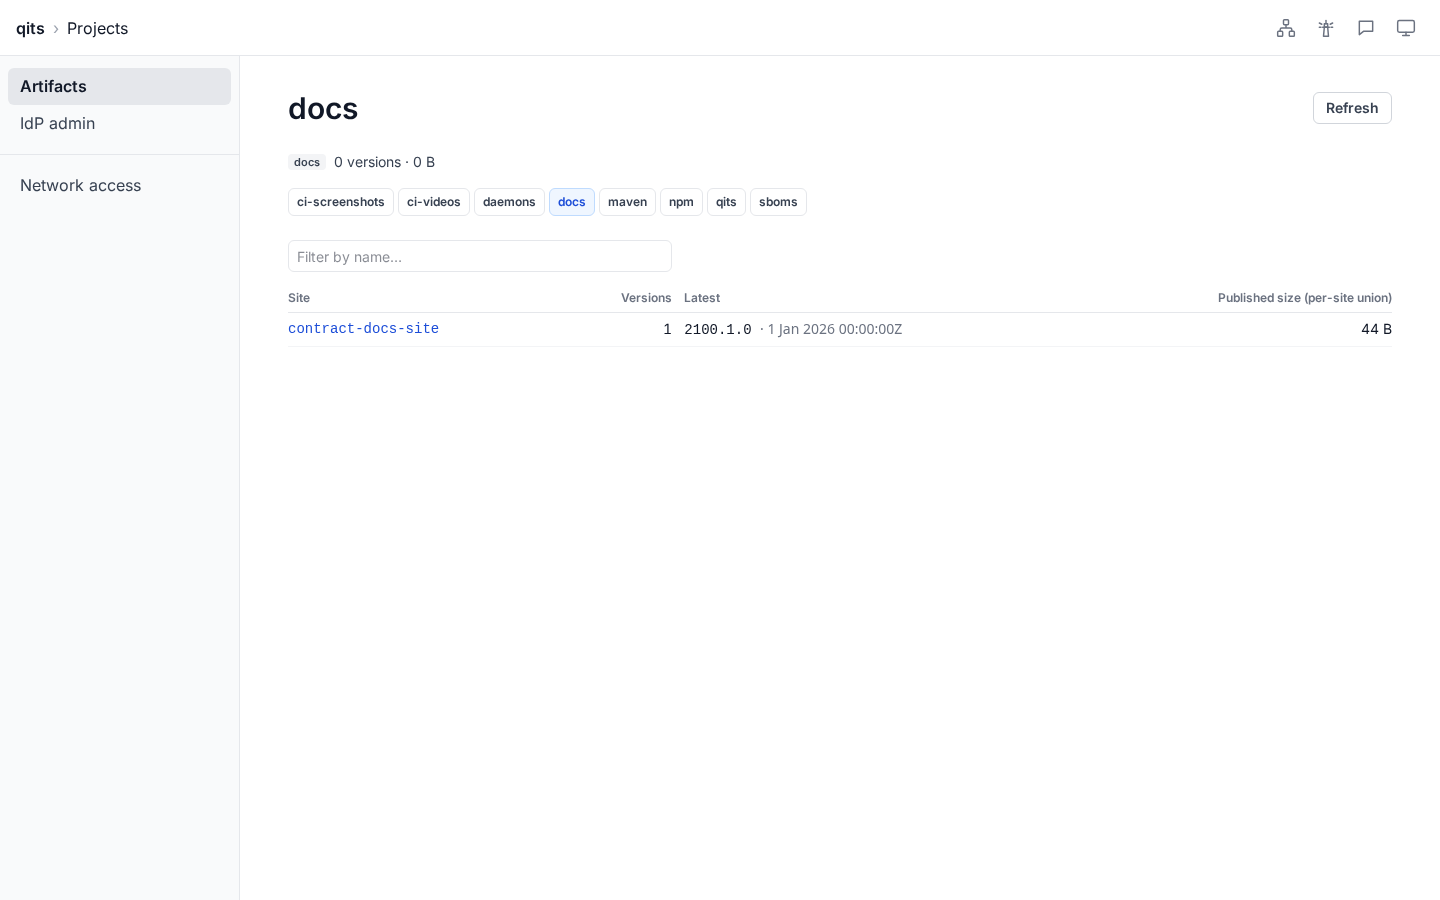 qits › Projects
Artifacts
IdP admin
Network access
docs
Refresh
docs 0 versions · 0 B
ci-screenshots ci-videos daemons docs maven npm qits sboms
Filter by name...
Site Versions Latest Published size (per-site union)
contract-docs-site 1 2100.1.0 · 1 Jan 2026 00:00:00Z 44 B